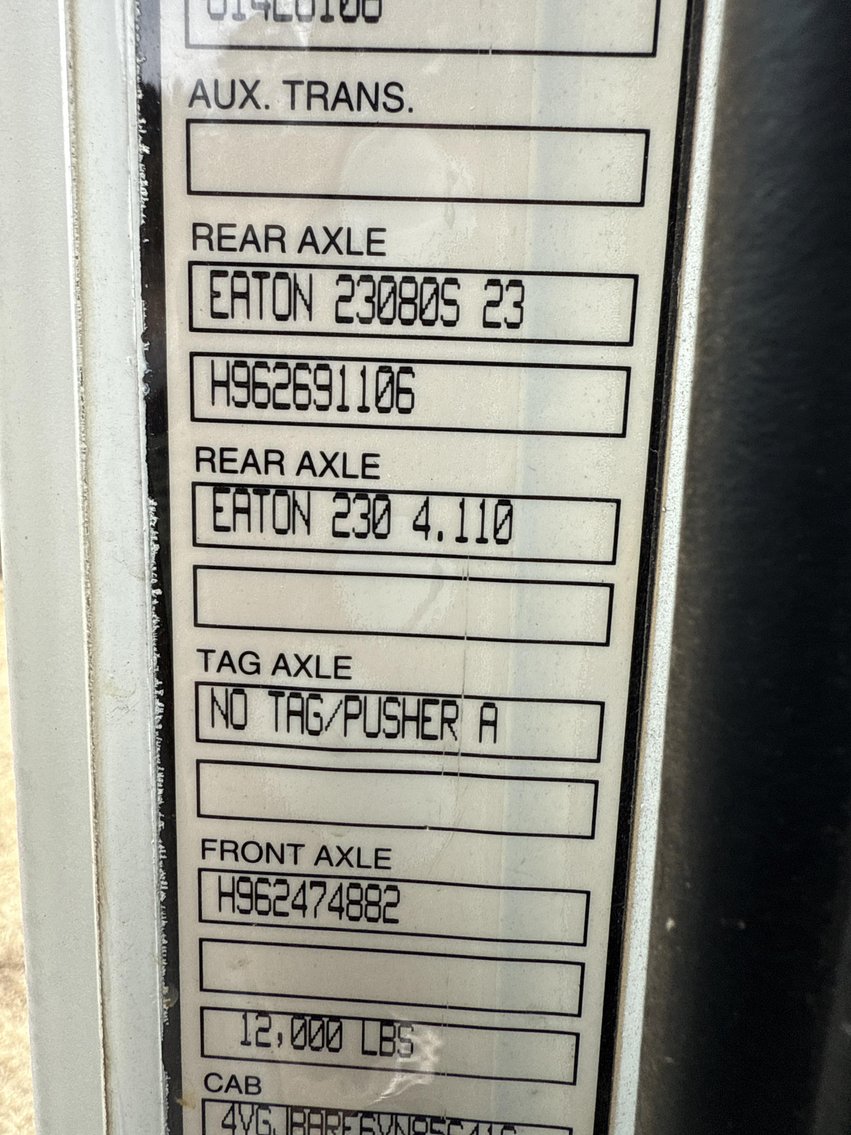 AUX. TRANS.
REAR AXLE
EATON 23080S 23
H962691106
REAR AXLE
EATON 230 4.110
TAG AXLE
NO TAG/PUSHER A
FRONT AXLE
H962474882
12,000 LBS
CAB